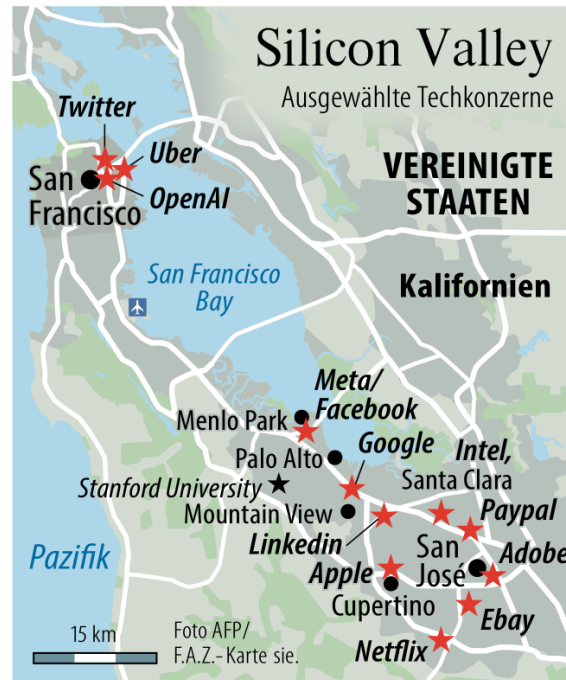 Silicon Valley
Ausgewählte Techkonzerne
Twitter
Uber
San
Francisco
OpenAI
VEREINIGTE
STAATEN
San Francisco
Bay
Kalifornien
Meta/
Facebook
Menlo Park
Google
Palo Alto
Intel,
Santa Clara
Stanford University
Mountain View
Paypal
Linkedin
San
José
Adobe
Pazifik
Apple
Cupertino
Ebay
15 km
Foto AFP/
F.A.Z.-Karte sie.
Netflix